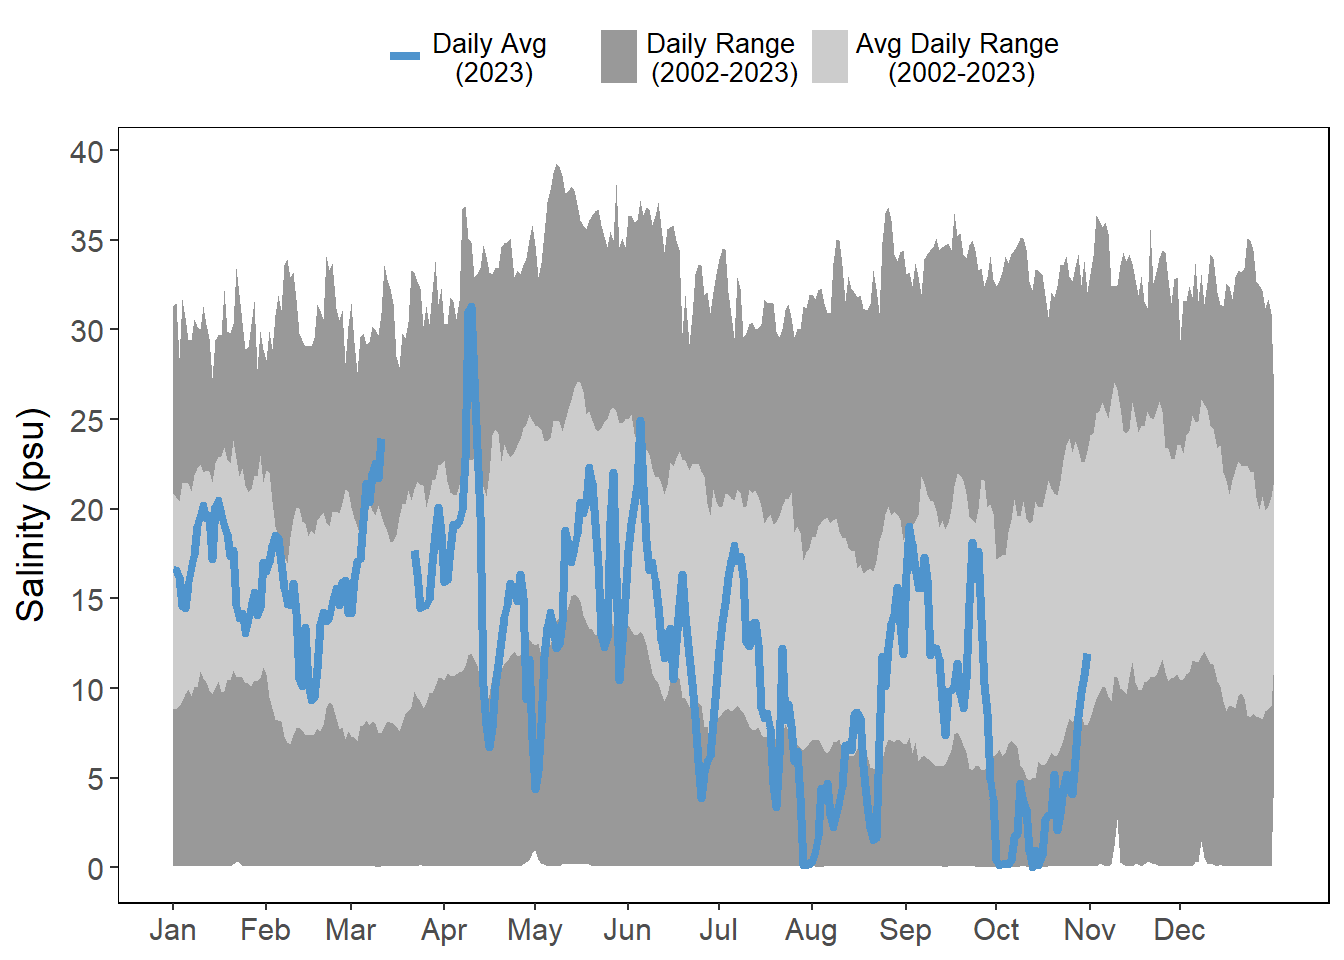 Daily Avg
(2023)
Daily Range
(2002-2023)
Avg Daily Range
(2002-2023)
Salinity (psu)
40
35
30
25
20
15
10
5
0
Jan Feb Mar Apr May Jun Jul Aug Sep Oct Nov Dec